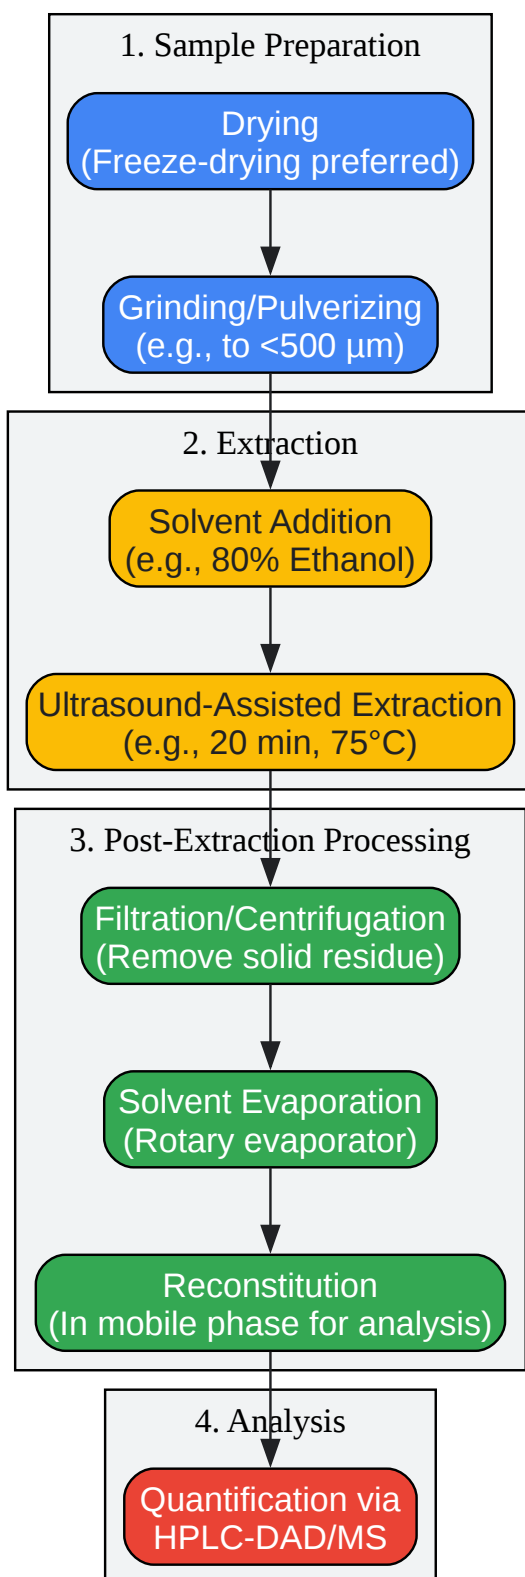 1. Sample Preparation
Drying
(Freeze-drying preferred)
Grinding/Pulverizing
(e.g., to <500 µm)
2. Extraction
Solvent Addition
(e.g., 80% Ethanol)
Ultrasound-Assisted Extraction
(e.g., 20 min, 75°C)
3. Post-Extraction Processing
Filtration/Centrifugation
(Remove solid residue)
Solvent Evaporation
(Rotary evaporator)
Reconstitution
(In mobile phase for analysis)
4. Analysis
Quantification via
HPLC-DAD/MS